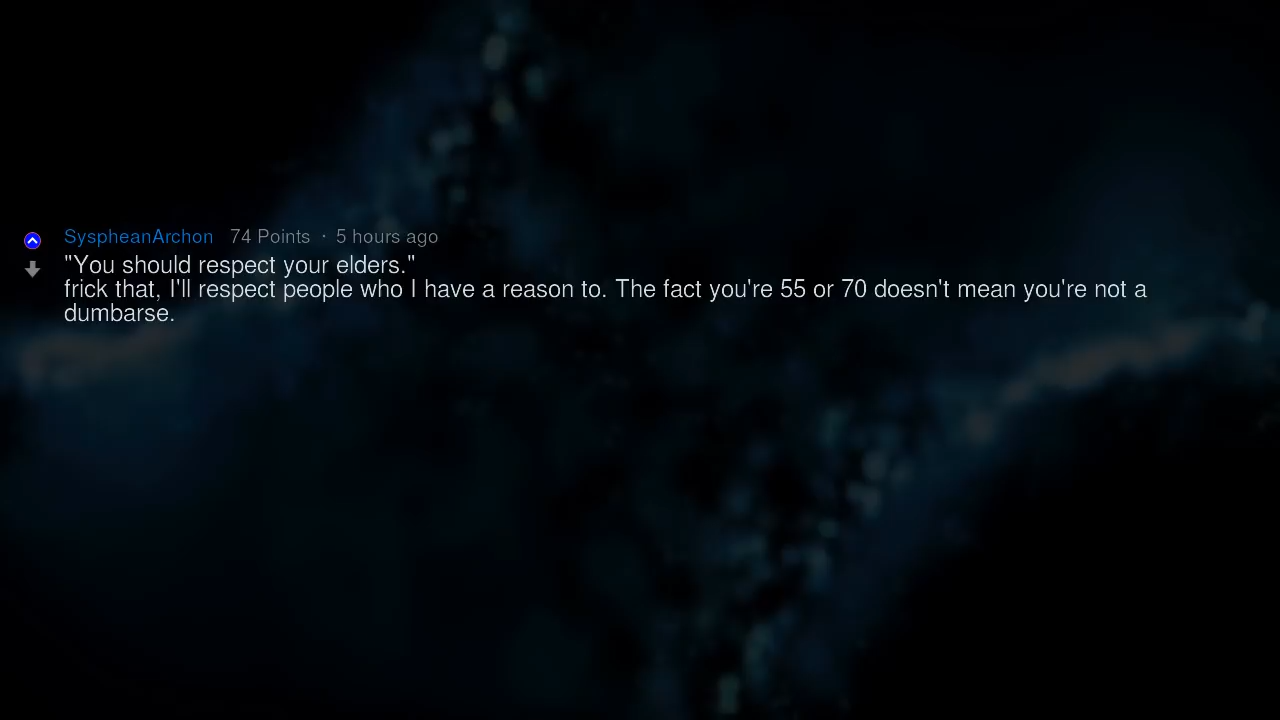 SyspheanArchon 74 Points · 5 hours ago
"You should respect your elders."
frick that, I'll respect people who I have a reason to. The fact you're 55 or 70 doesn't mean you're not a
dumbarse.